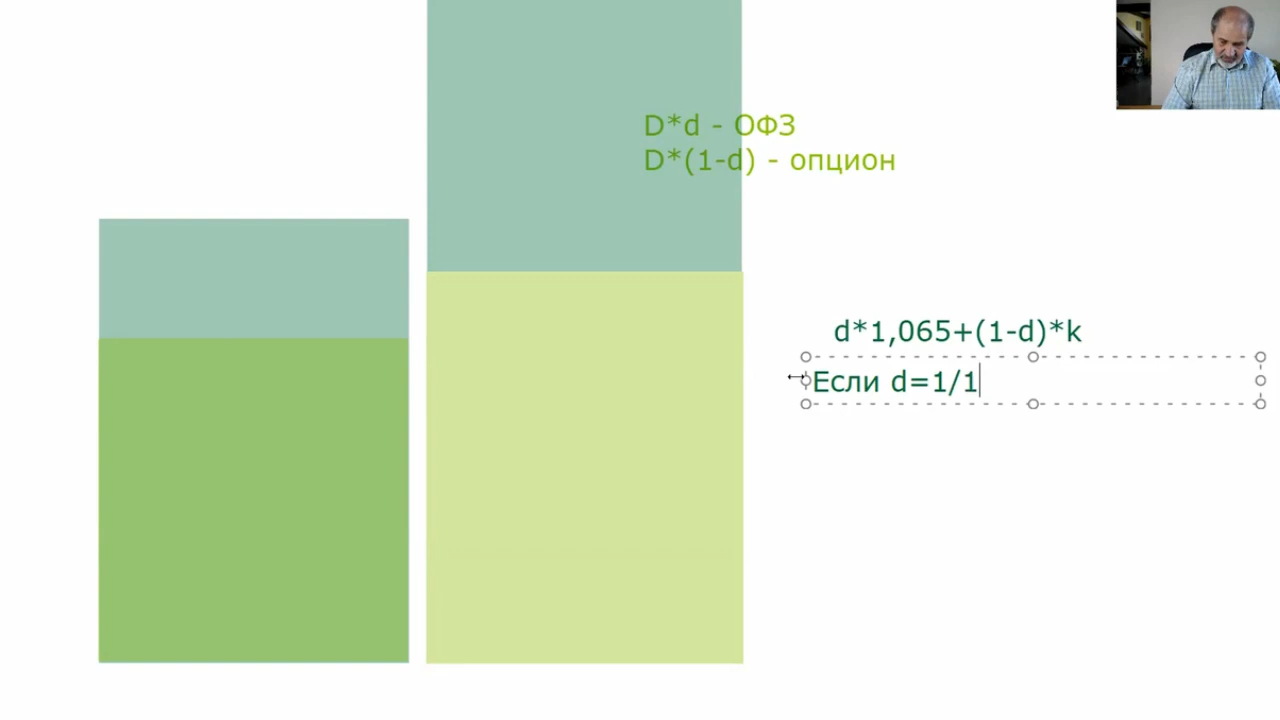 D*d - ОФЗ
D*(1-d) - опцион
d*1,065+(1-d)*k
Если d=1/1